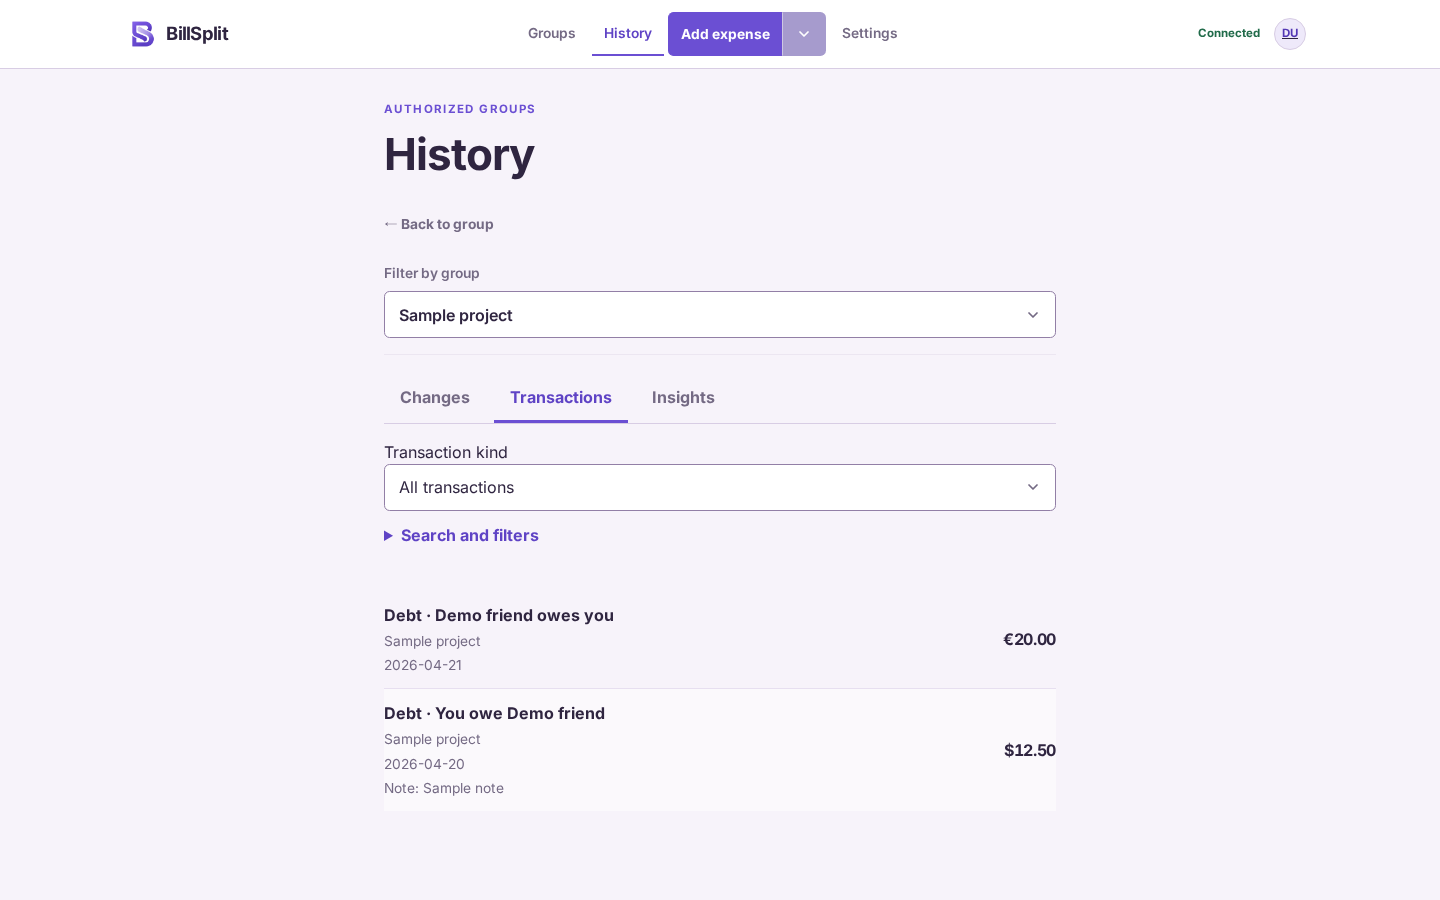 BillSplit
Groups
History
Add expense
Settings
Connected
DU
AUTHORIZED GROUPS
History
← Back to group
Filter by group
Sample project
Changes
Transactions
Insights
Transaction kind
All transactions
Search and filters
Debt · Demo friend owes you
Sample project
2026-04-21
€20.00
Debt · You owe Demo friend
Sample project
2026-04-20
Note: Sample note
$12.50